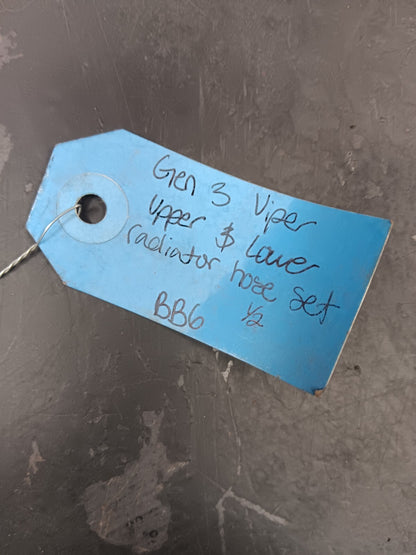 Gen 3 Viper
Upper $ Lower
radiator hose set
BB6 1/2